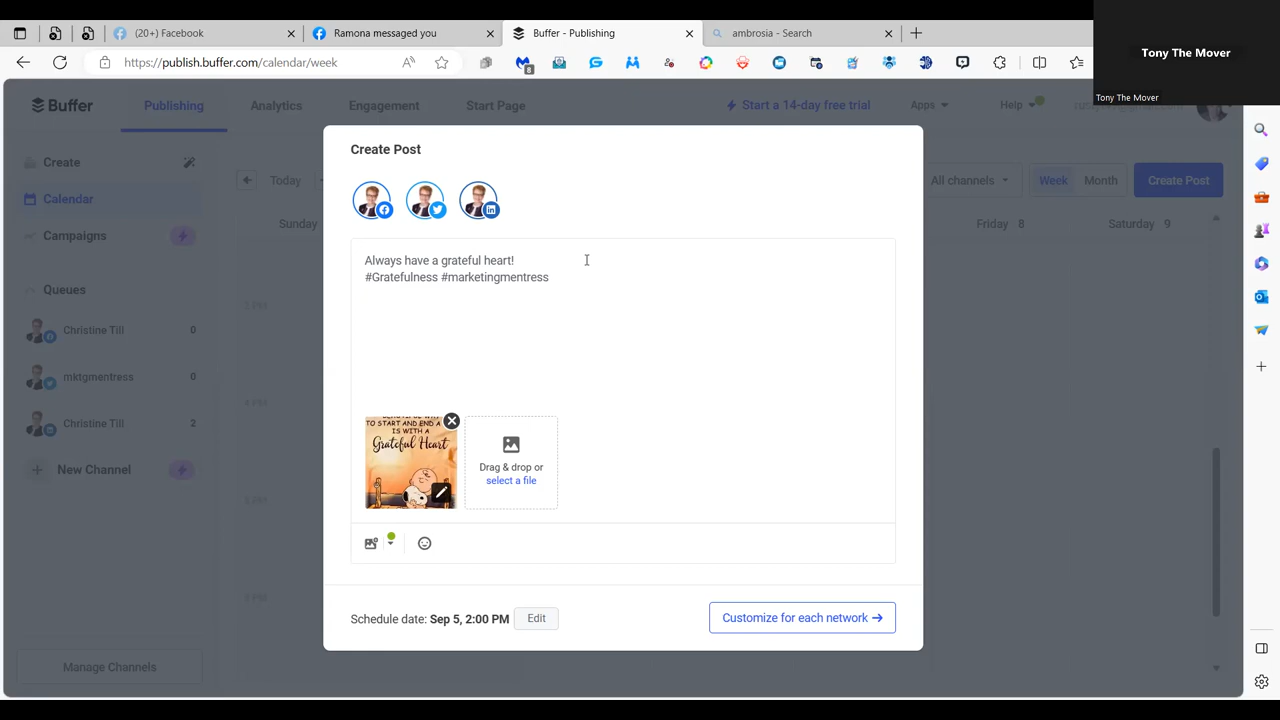 (20+) Facebook
Ramona messaged you
Buffer - Publishing
ambrosia - Search
https://publish.buffer.com/calendar/week
8
Tony The Mover
Tony The Mover
Buffer
Publishing
Analytics
Engagement
Start Page
Start a 14-day free trial
Apps
Help
Create
Calendar
Campaigns
Queues
Christine Till 0
mktgmentress 0
Christine Till 2
New Channel
Manage Channels
Today
All channels
Week
Month
Create Post
Sunday
Friday 8
Saturday 9
4 PM
Create Post
Always have a grateful heart!
#Gratefulness #marketingmentress
TO START AND END A
IS WITH A
Grateful Heart
Drag & drop or
select a file
Schedule date: Sep 5, 2:00 PM
Edit
Customize for each network